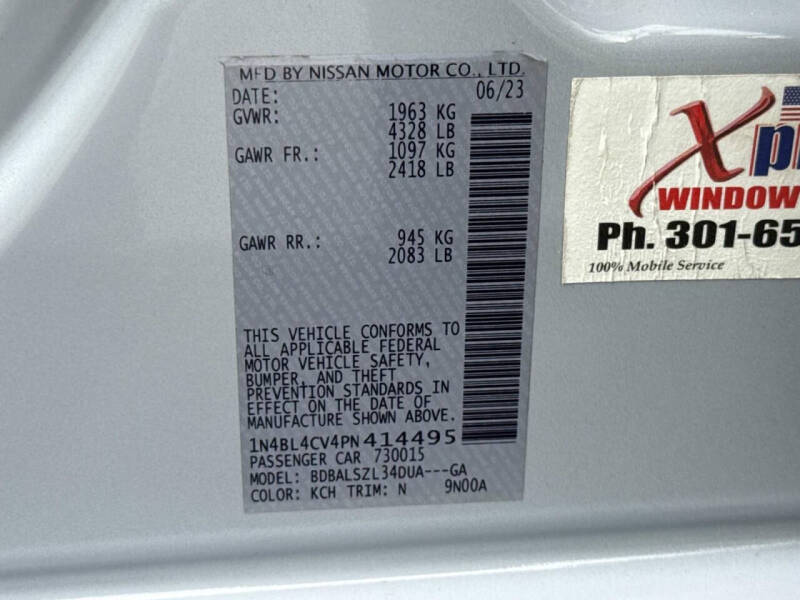 MFD BY NISSAN MOTOR CO., LTD.
DATE: 06/23
GVWR: 1963 KG
4328 LB
GAWR FR.: 1097 KG
2418 LB
GAWR RR.: 945 KG
2083 LB
THIS VEHICLE CONFORMS TO
ALL APPLICABLE FEDERAL
MOTOR VEHICLE SAFETY,
BUMPER, AND THEFT
PREVENTION STANDARDS IN
EFFECT ON THE DATE OF
MANUFACTURE SHOWN ABOVE.
1N4BL4CV4PN414495
PASSENGER CAR 730015
MODEL: BDBALSZL34DUA---GA
COLOR: KCH TRIM: N 9N00A
WINDOW
Ph. 301-65
100% Mobile Service